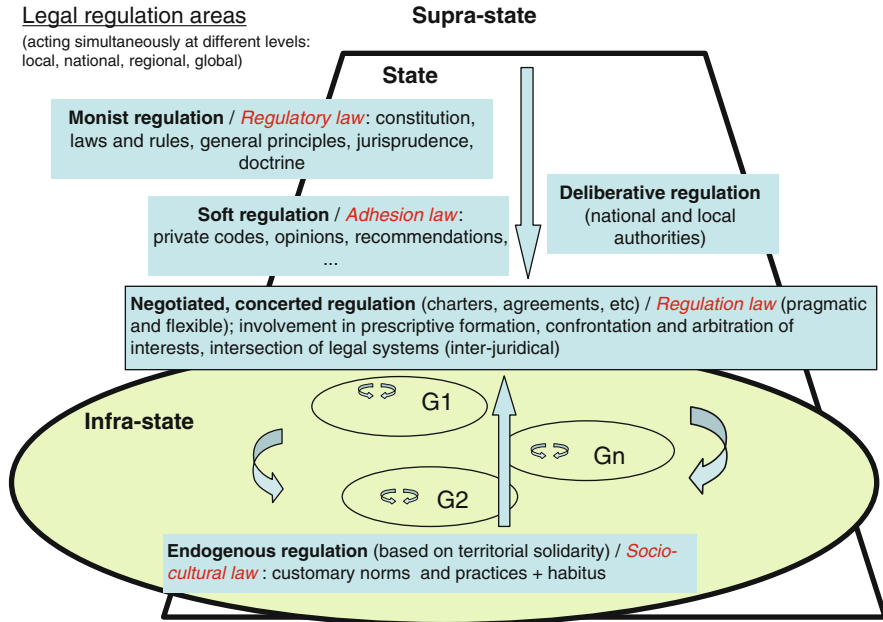 Legal regulation areas
(acting simultaneously at different levels:
local, national, regional, global)
Supra-state
State
Monist regulation / Regulatory law: constitution,
laws and rules, general principles, jurisprudence,
doctrine
Soft regulation / Adhesion law:
private codes, opinions, recommendations,
...
Deliberative regulation
(national and local
authorities)
Negotiated, concerted regulation (charters, agreements, etc) / Regulation law (pragmatic
and flexible); involvement in prescriptive formation, confrontation and arbitration of
interests, intersection of legal systems (inter-juridical)
Infra-state
G1
Gn
G2
Endogenous regulation (based on territorial solidarity) / Socio-
cultural law : customary norms and practices + habitus